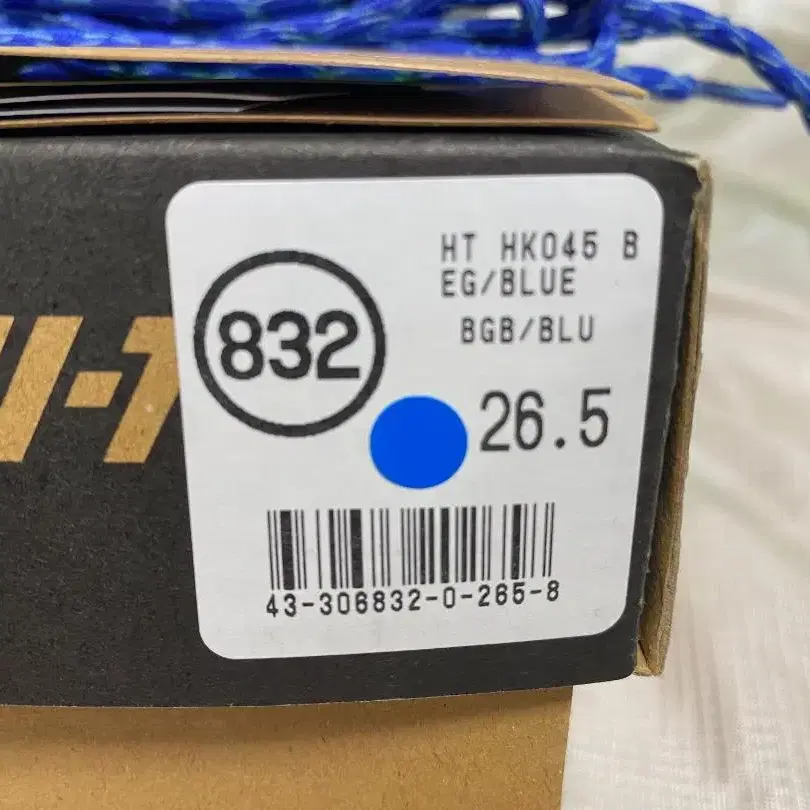 832
HT HK045 B
EG/BLUE
BGB/BLU
26.5
43-306832-0-265-8